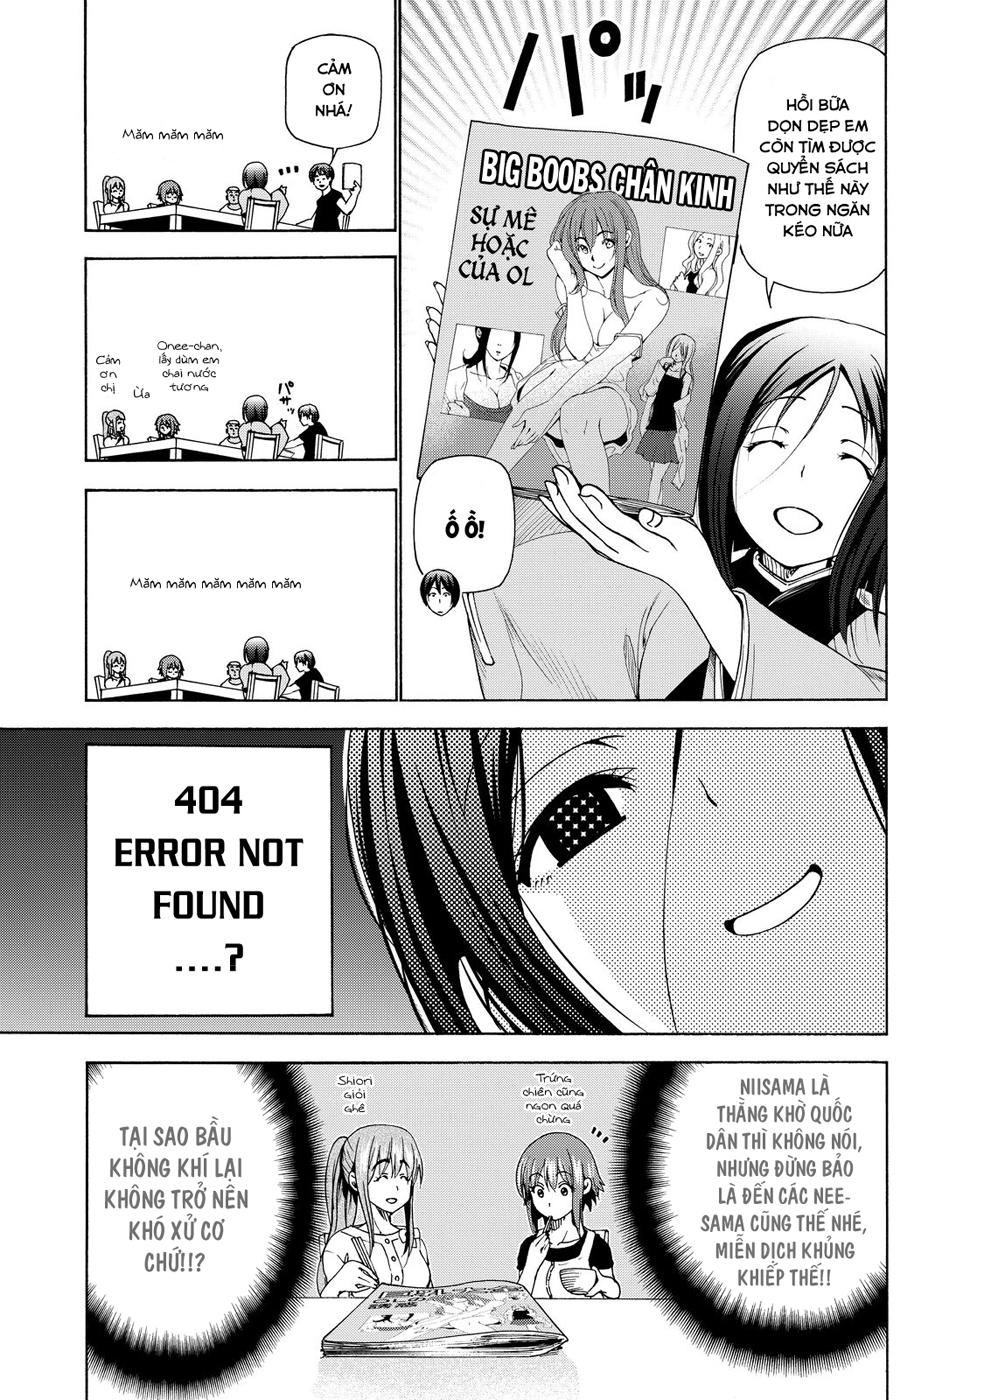 HỒI BỮA
DỌN DẸP EM
CÒN TÌM ĐƯỢC
QUYỂN SÁCH
NHƯ THẾ NÀY
TRONG NGĂN
KÉO NỮA
パパッ
BIG BOOBS CHÂN KINH
SỰ MÊ
HOẶC
CỦA OL
Ố Ồ!
CẢM
ƠN
NHÁ!
Măm măm măm
Onee-chan,
lấy dùm em
chai nước
tương
Ừa
Cảm
ơn
chị
パサッ
Măm măm măm măm măm
404
ERROR NOT
FOUND
....?
NIISAMA LÀ
THẰNG KHỜ QUỐC
DÂN THÌ KHÔNG NÓI,
NHƯNG ĐỪNG BẢO
LÀ ĐẾN CÁC NEE-
SAMA CŨNG THẾ NHÉ,
MIỄN DỊCH KHỦNG
KHIẾP THẾ!!
Trứng
chiên cũng
ngon quá
chừng
Shiori
giỏi
ghê
TẠI SAO BẦU
KHÔNG KHÍ LẠI
KHÔNG TRỞ NÊN
KHÓ XỬ CƠ
CHỨ!!?